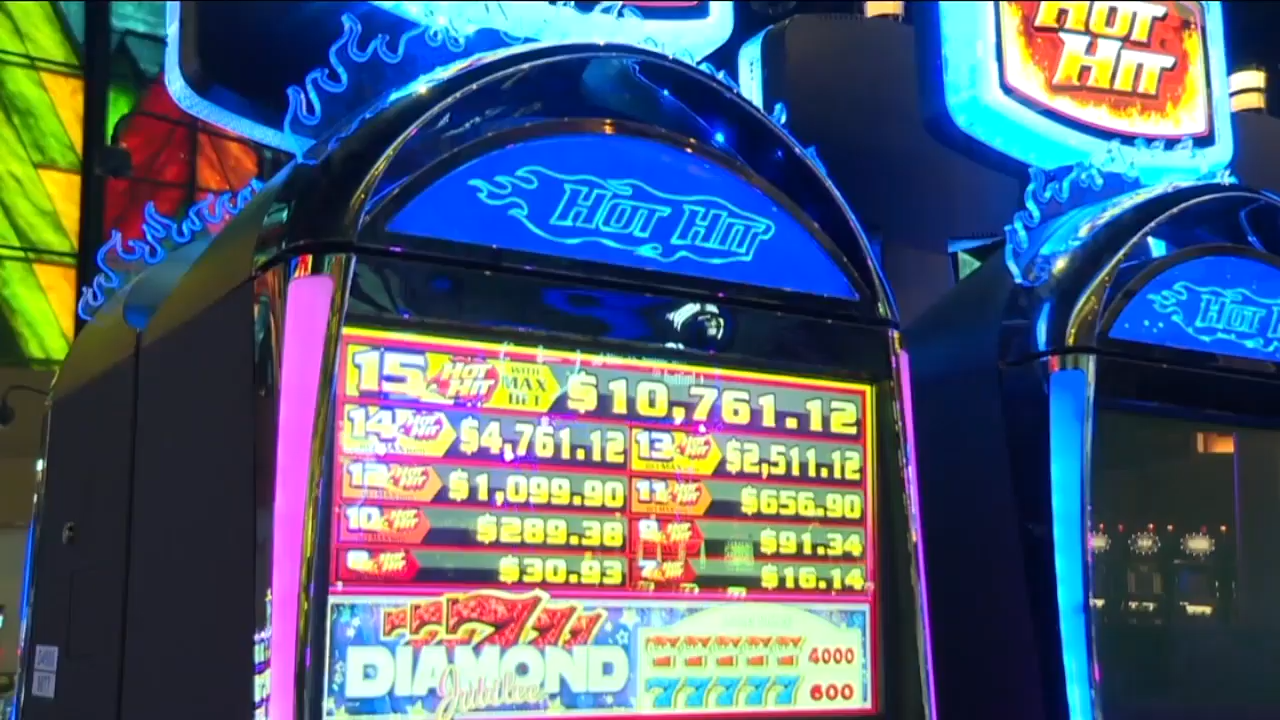 HOT HIT
HOT HIT
HOT
15 HOT HIT WITH MAX BET $10,761.12
14 HOT HIT $4,761.12 13 HOT HIT $2,511.12
12 HOT HIT $1,099.90 11 HOT HIT $656.90
10 HOT HIT $289.38 9 HOT HIT $91.34
8 HOT HIT $30.93 7 HOT HIT $16.14
777
DIAMOND
Jubilee
4000
600